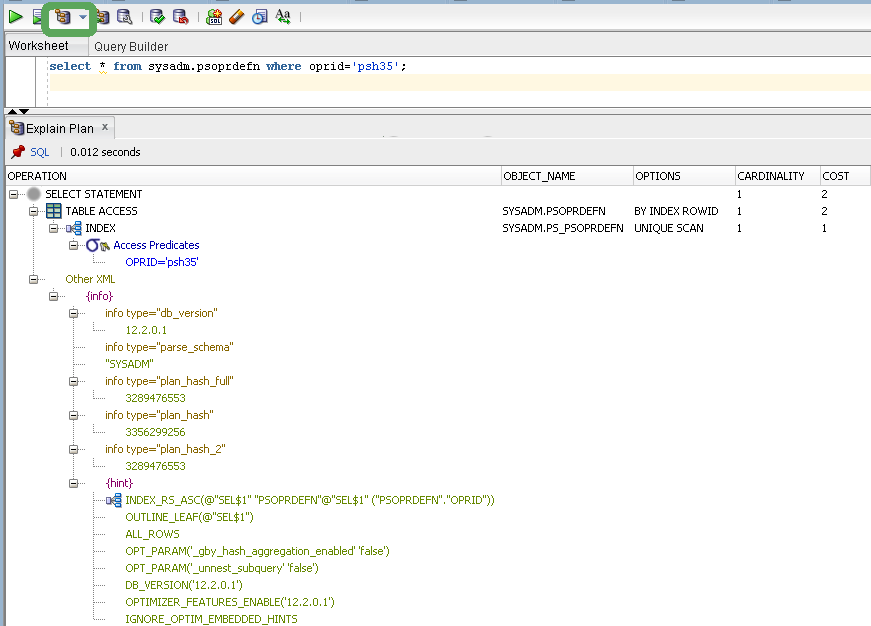 Worksheet Query Builder
select * from sysadm.psoprdefn where oprid='psh35';
Explain Plan x
SQL | 0.012 seconds
OPERATION OBJECT_NAME OPTIONS CARDINALITY COST
SELECT STATEMENT 1 2
TABLE ACCESS SYSADM.PSOPRDEFN BY INDEX ROWID 1 2
INDEX SYSADM.PS_PSOPRDEFN UNIQUE SCAN 1 1
Access Predicates
OPRID='psh35'
Other XML
{info}
info type="db_version"
12.2.0.1
info type="parse_schema"
"SYSADM"
info type="plan_hash_full"
3289476553
info type="plan_hash"
3356299256
info type="plan_hash_2"
3289476553
{hint}
INDEX_RS_ASC(@"SEL$1" "PSOPRDEFN"@"SEL$1" ("PSOPRDEFN"."OPRID"))
OUTLINE_LEAF(@"SEL$1")
ALL_ROWS
OPT_PARAM('_gby_hash_aggregation_enabled' 'false')
OPT_PARAM('_unnest_subquery' 'false')
DB_VERSION('12.2.0.1')
OPTIMIZER_FEATURES_ENABLE('12.2.0.1')
IGNORE_OPTIM_EMBEDDED_HINTS